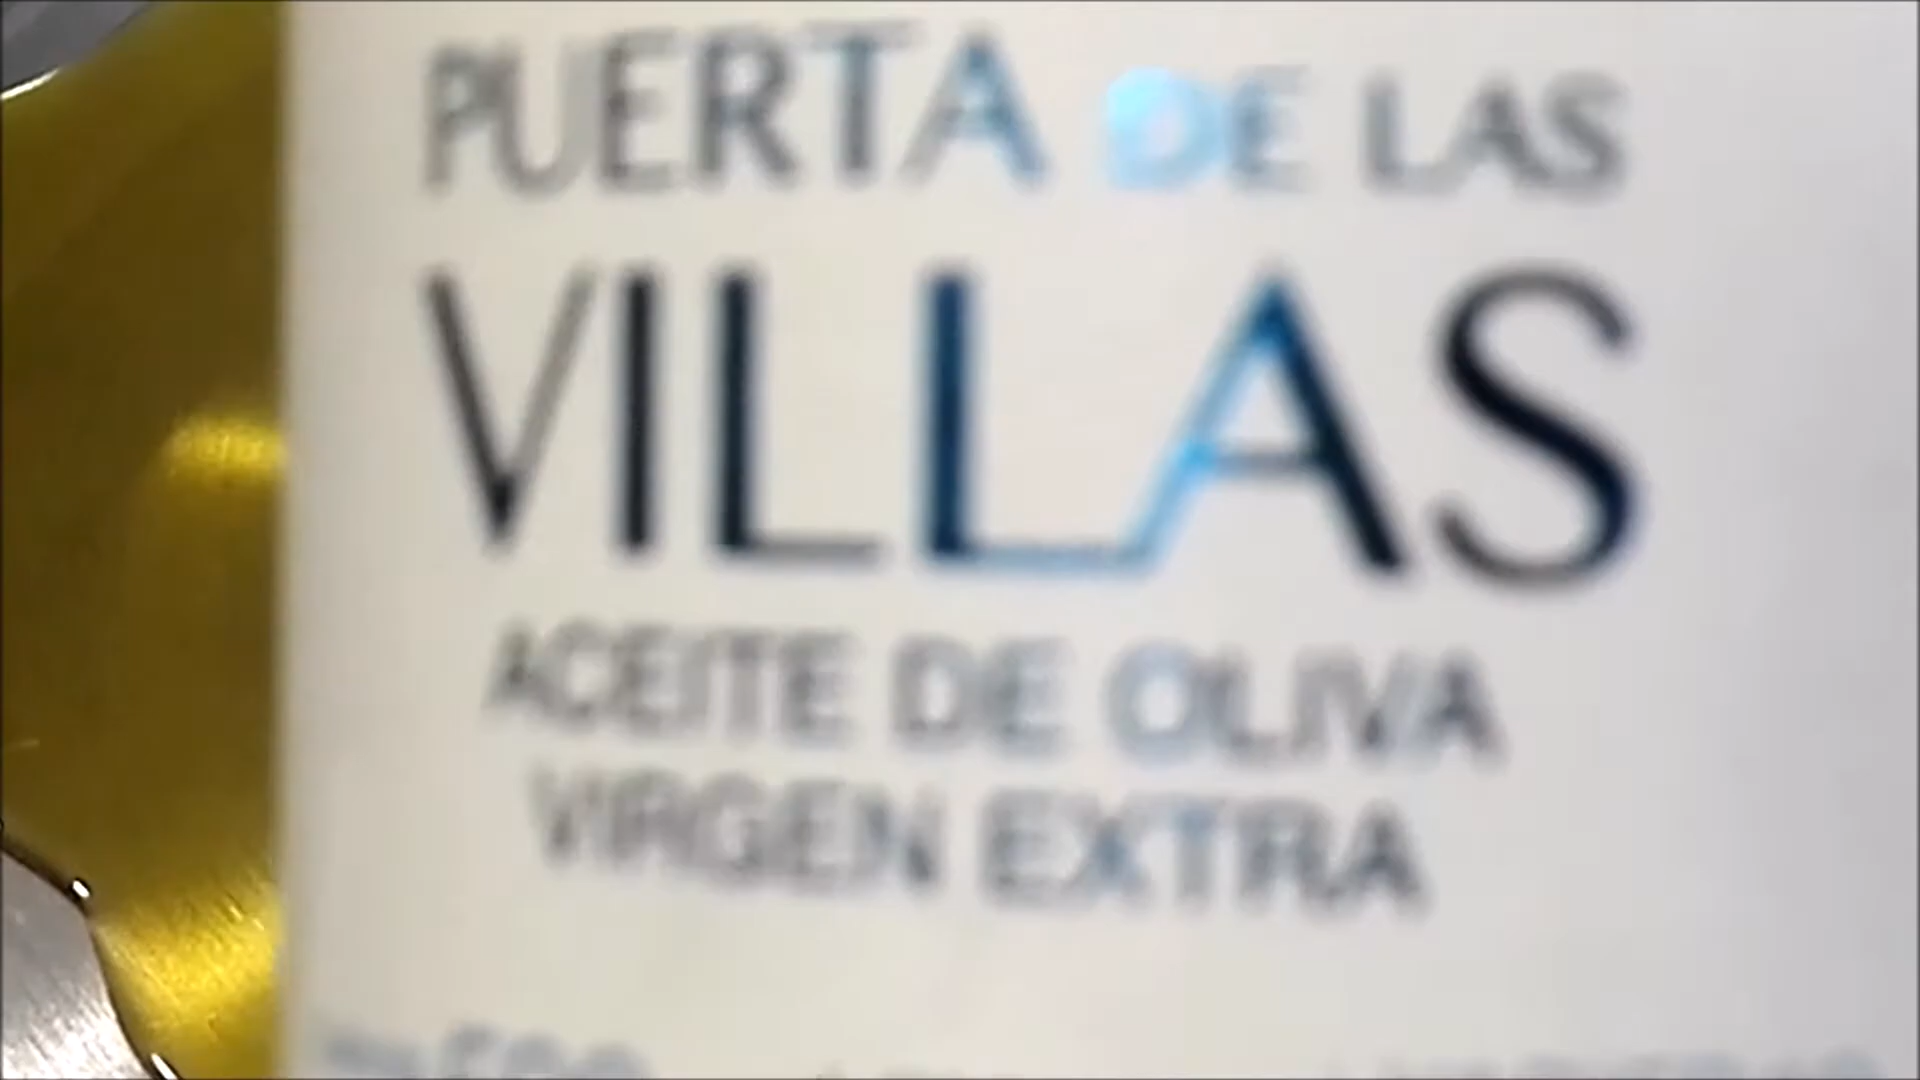 PUERTA DE LAS
VILLAS
ACEITE DE OLIVA
VIRGEN EXTRA